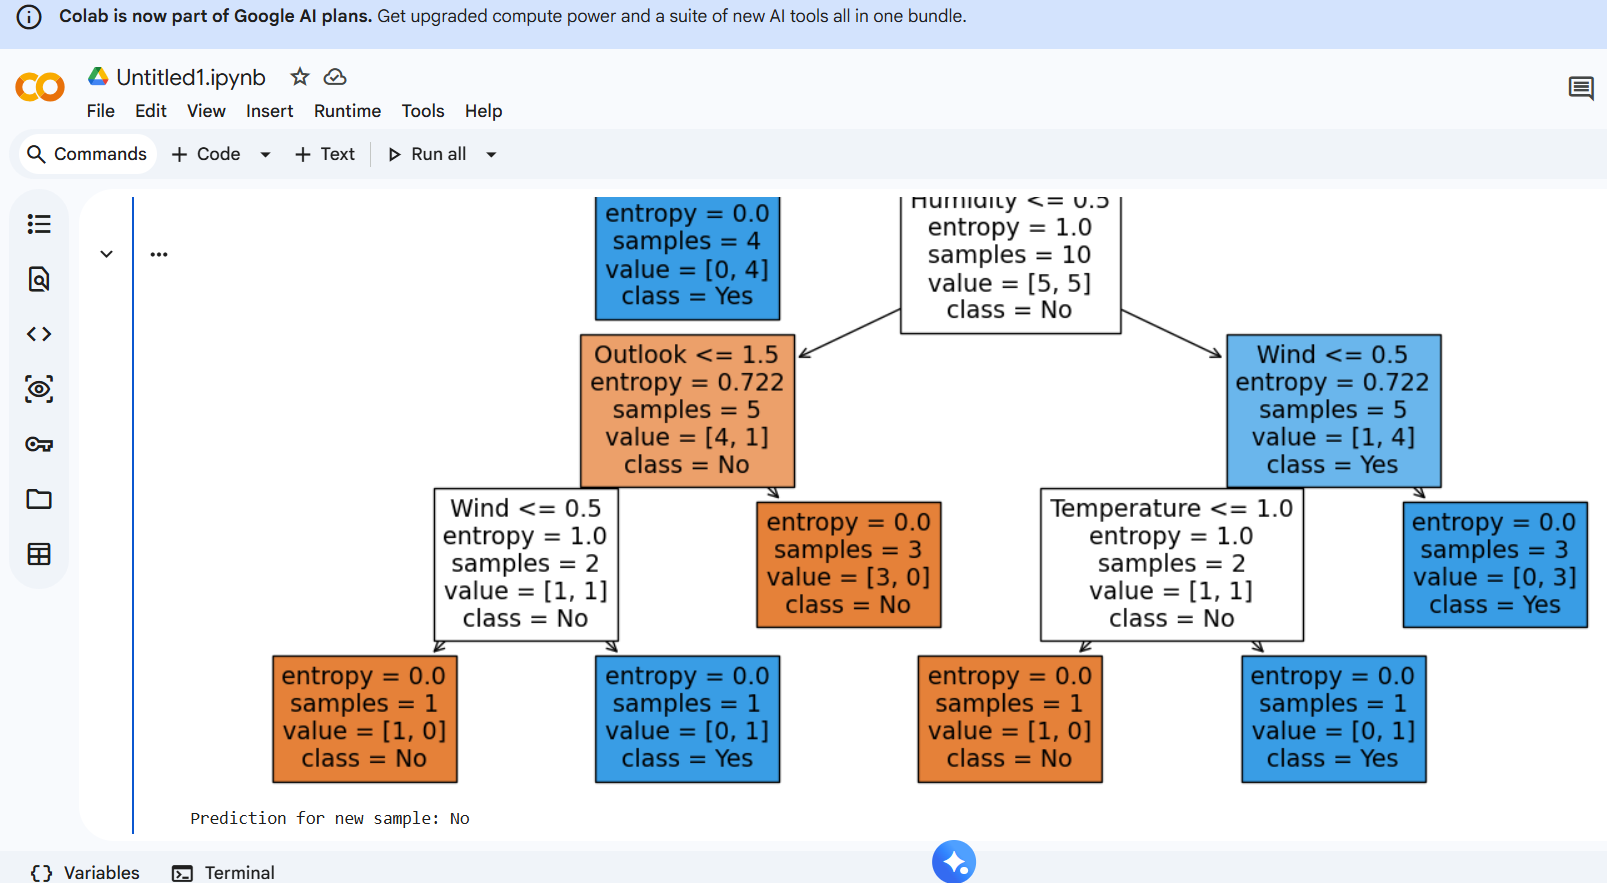 Colab is now part of Google AI plans. Get upgraded compute power and a suite of new AI tools all in one bundle.
Untitled1.ipynb
File Edit View Insert Runtime Tools Help
Commands + Code + Text Run all
entropy = 0.0
samples = 4
value = [0, 4]
class = Yes
Humidity <= 0.5
entropy = 1.0
samples = 10
value = [5, 5]
class = No
Outlook <= 1.5
entropy = 0.722
samples = 5
value = [4, 1]
class = No
Wind <= 0.5
entropy = 0.722
samples = 5
value = [1, 4]
class = Yes
Wind <= 0.5
entropy = 1.0
samples = 2
value = [1, 1]
class = No
entropy = 0.0
samples = 3
value = [3, 0]
class = No
Temperature <= 1.0
entropy = 1.0
samples = 2
value = [1, 1]
class = No
entropy = 0.0
samples = 3
value = [0, 3]
class = Yes
entropy = 0.0
samples = 1
value = [1, 0]
class = No
entropy = 0.0
samples = 1
value = [0, 1]
class = Yes
entropy = 0.0
samples = 1
value = [1, 0]
class = No
entropy = 0.0
samples = 1
value = [0, 1]
class = Yes
Prediction for new sample: No
Variables Terminal